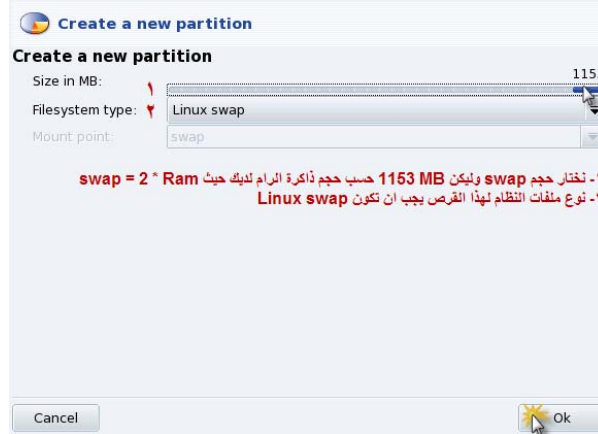 Create a new partition
Create a new partition
115
Size in MB: ١
Filesystem type: ٢ Linux swap
Mount point: swap
- نختار حجم swap وليكن 1153 MB حسب حجم ذاكرة الرام لديك حيث swap = 2 * Ram
- نوع ملفات النظام لهذا القرص يجب ان تكون Linux swap
Cancel Ok